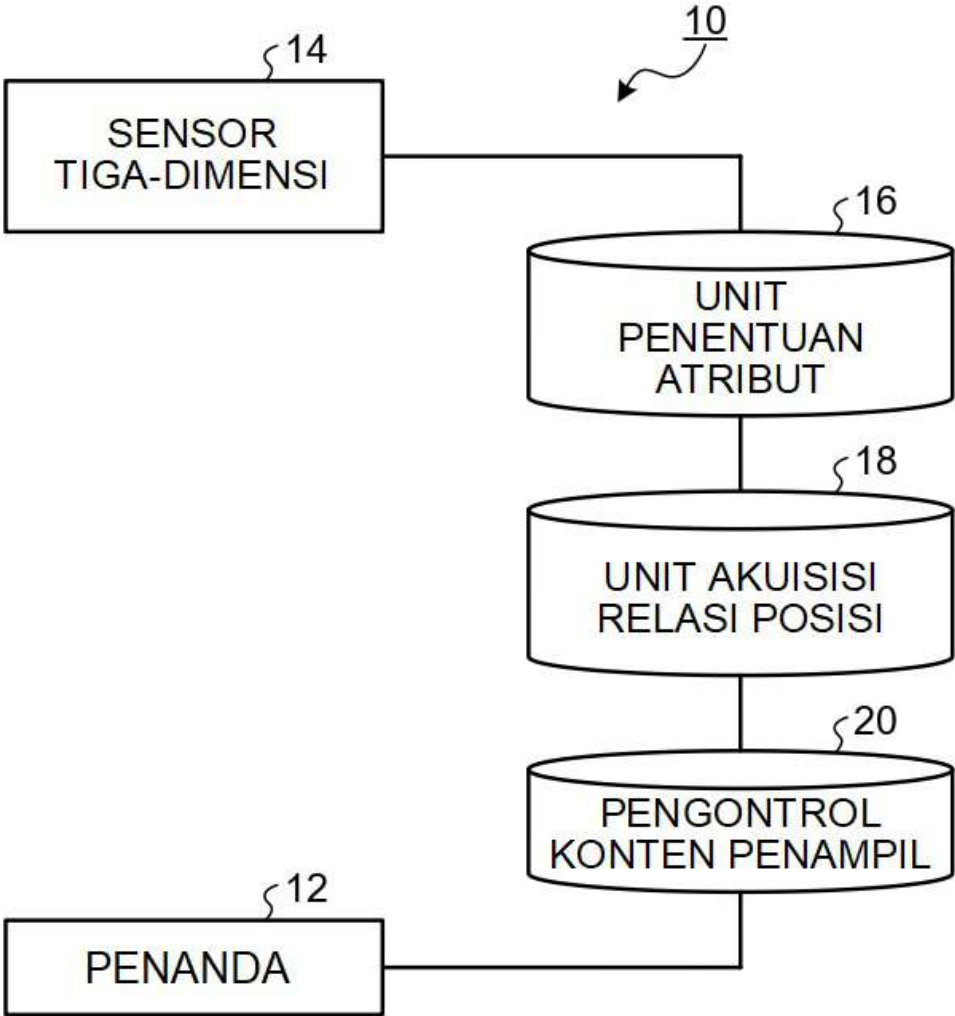 10
14
SENSOR
TIGA-DIMENSI
16
UNIT
PENENTUAN
ATRIBUT
18
UNIT AKUISISI
RELASI POSISI
20
PENGONTROL
KONTEN PENAMPIL
12
PENANDA